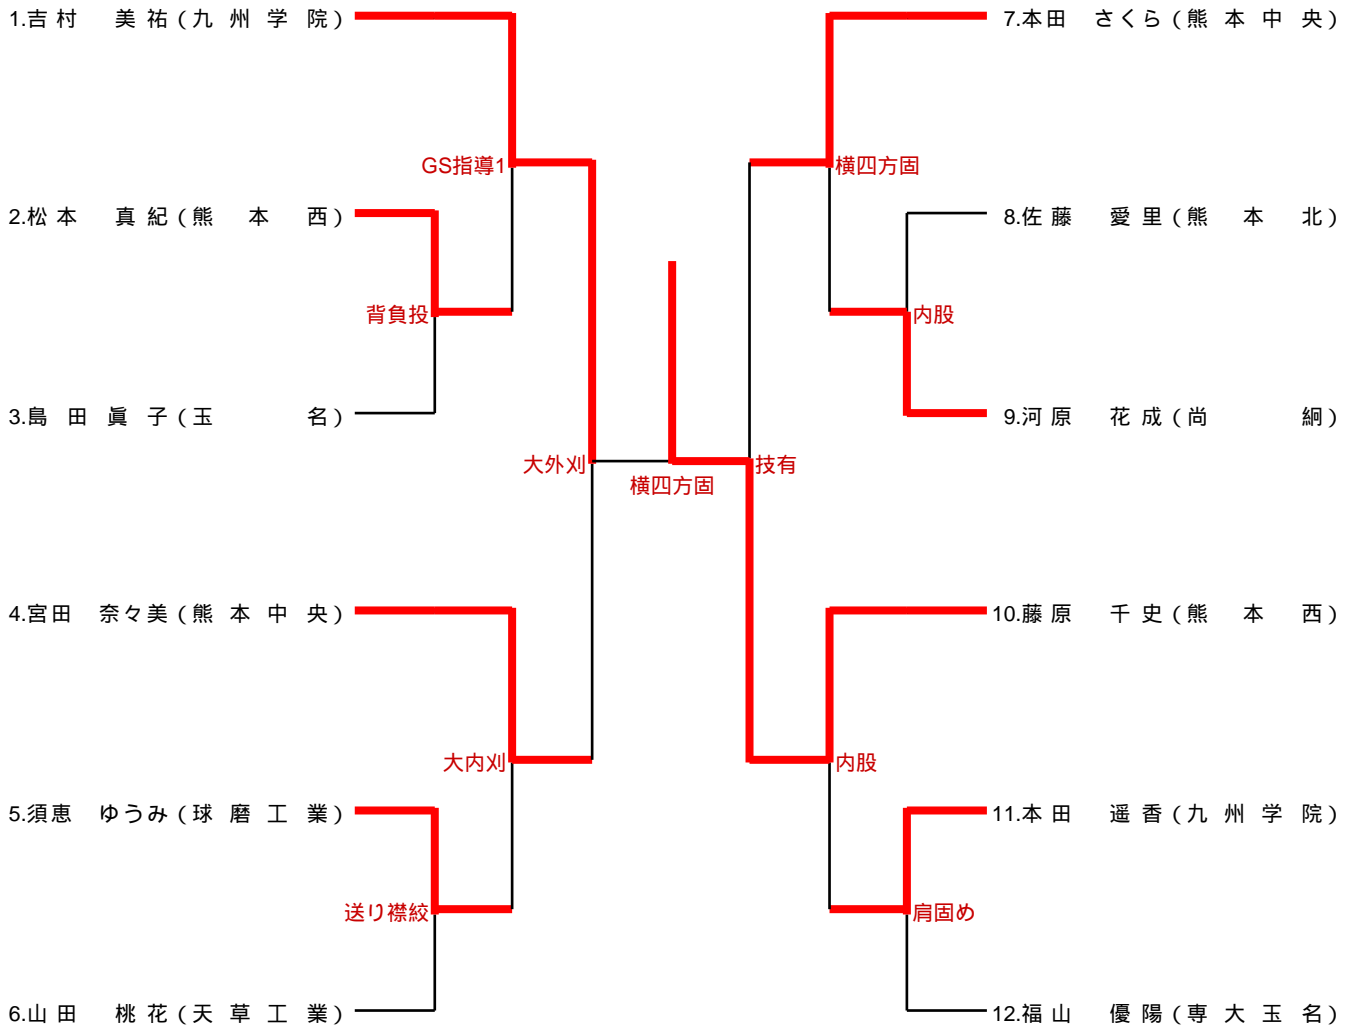 1.吉村 美祐(九州学院)
GS指導1
2.松本 真紀(熊本西)
背負投
3.島田眞子(玉名)
大外刈
4.宮田 奈々美(熊本中央)
大内刈
5.須恵 ゆうみ(球磨工業)
送り襟絞
6.山田 桃花(天草工業)
横四方固
7.本田 さくら(熊本中央)
横四方固
8.佐藤 愛里(熊本北)
内股
9.河原 花成(尚絅)
技有
10.藤原 千史(熊本西)
内股
11.本田 遥香(九州学院)
肩固め
12.福山 優陽(専大玉名)